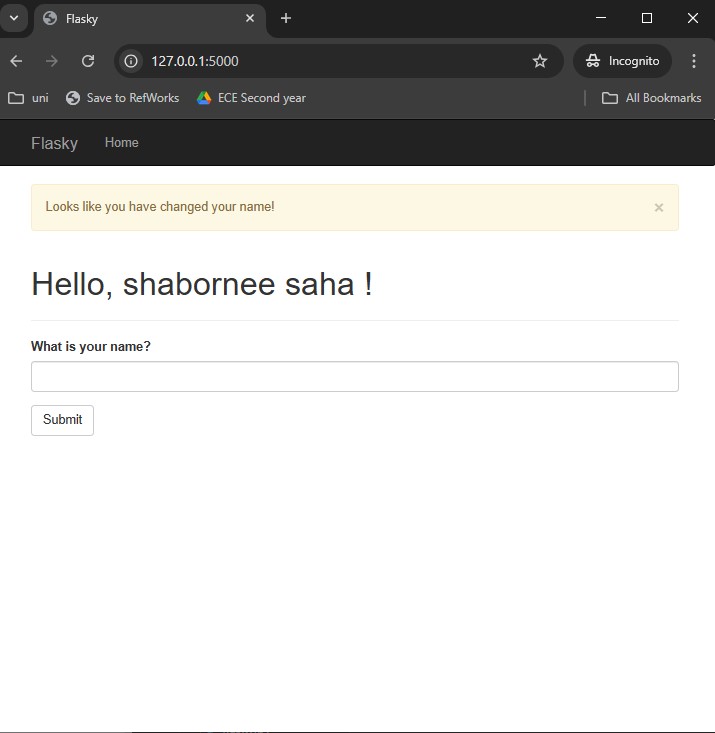 Flasky
127.0.0.1:5000
Incognito
uni
Save to RefWorks
ECE Second year
All Bookmarks
Flasky Home
Looks like you have changed your name!
Hello, shabornee saha !
What is your name?
Submit